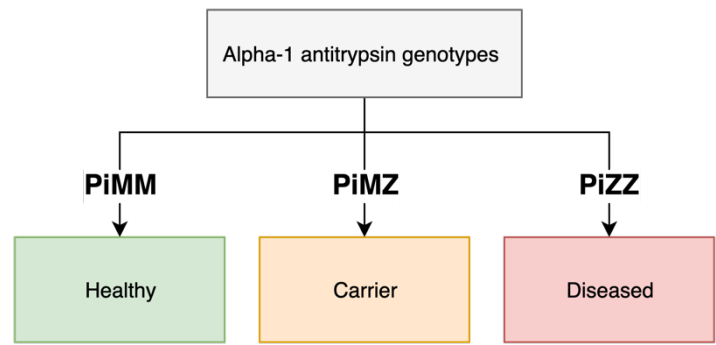 Alpha-1 antitrypsin genotypes
PiMM
PiMZ
PiZZ
Healthy
Carrier
Diseased